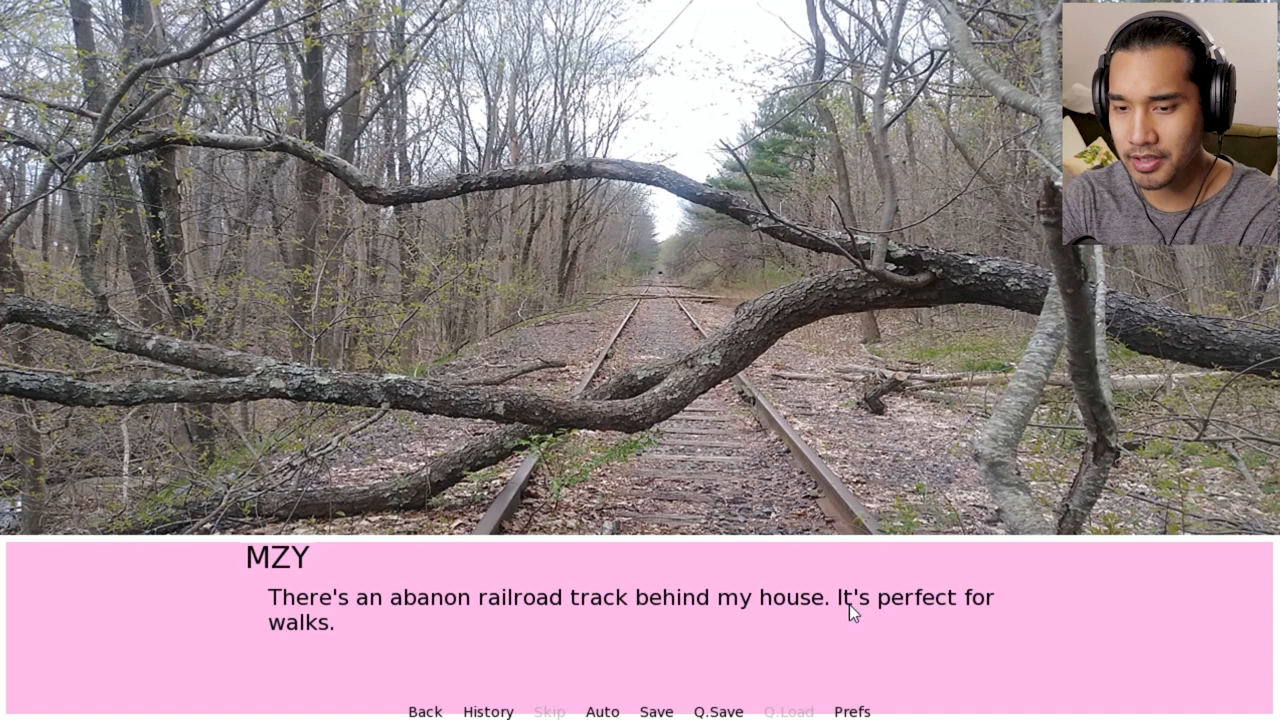 MZY
There's an abanon railroad track behind my house. It's perfect for
walks.
Back History Skip Auto Save Q.Save Q.Load Prefs